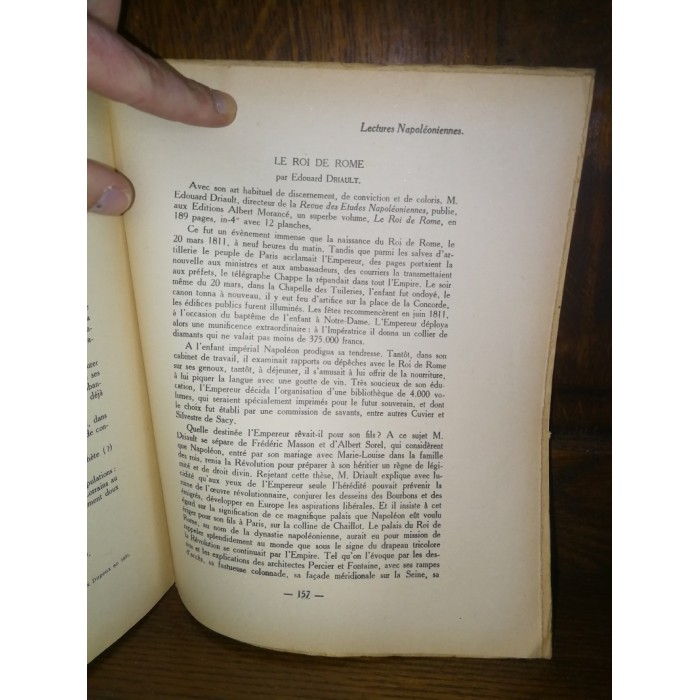 Lectures Napoléoniennes.
LE ROI DE ROME
par Edouard DRIAULT.
Avec son art habituel de discernement, de conviction et de coloris, M.
Edouard Driault, directeur de la Revue des Etudes Napoléoniennes, publie,
aux Editions Albert Murancé, un superbe volume, Le Roi de Rome, en
189 pages, in-4° avec 12 planches,
Ce fut un évènement immense que la naissance du Roi de Rome, le
20 mars 1811, à neuf heures du matin. Tandis que parmi les salves d'ar-
tillerie le peuple de Paris acclamait l'Empereur, des pages portaient la
nouvelle aux ministres et aux ambassadeurs, des courriers la transmettaient
aux préfets, le télégraphe Chappe la répandait dans tout l'Empire. Le soir
même du 20 mars, dans la Chapelle des Tuileries, l'enfant fut ondoyé, le
canon tonna à nouveau, il y eut feu d'artifice sur la place de la Concorde,
les édifices publics furent illuminés. Les fêtes recommencèrent en juin 1811,
à l'occasion du baptême de l'enfant à Notre-Dame. L'Empereur déploya
alors une munificence extraordinaire : à l'Impératrice il donna un collier de
diamants qui ne valait pas moins de 375.000 francs.
A l'enfant impérial Napoléon prodigua sa tendresse. Tantôt, dans son
cabinet de travail, il examinait rapports ou dépêches avec le Roi de Rome
sur ses genoux, tantôt, à déjeuner, il s'amusait à lui offrir de la nourriture,
à lui piquer la langue avec une goutte de vin. Très soucieux de son édu-
cation, l'Empereur décida l'organisation d'une bibliothèque de 4.000 vo-
lumes, qui seraient spécialement imprimés pour le futur souverain, et dont
le choix fut établi par une commission de savants, entre autres Cuvier et
Silvestre de Sacy.
Quelle destinée l'Empereur rêvait-il pour son fils ? A ce sujet M.
Driault se sépare de Frédéric Masson et d'Albert Sorel, qui considèrent
que Napoléon, entré par son mariage avec Marie-Louise dans la famille
des rois, renia la Révolution pour préparer à son héritier un règne de légi-
mité et de droit divin. Rejetant cette thèse, M. Driault explique avec lu-
cidité qu'aux yeux de l'Empereur seule l'hérédité pouvait prévenir la
ruine de l'œuvre révolutionnaire, conjurer les desseins des Bourbons et des
émigrés, développer en Europe les aspirations libérales. Et il insiste à cet
égard sur la signification de ce magnifique palais que Napoléon eût voulu
ériger pour son fils à Paris, sur la colline de Chaillot. Le palais du Roi de
Rome, au nom de la dynastie napoléonienne, aurait eu pour mission de
rappeler splendidement au monde que sous le signe du drapeau tricolore
la Révolution se continuait par l'Empire. Tel qu'on l'évoque par les des-
sins et les explications des architectes Percier et Fontaine, avec ses rampes
d'accès, sa fastueuse colonnade, sa façade méridionale sur la Seine, sa
— 157 —
ses
déjà
dans
de con-
pulations :
dement doux